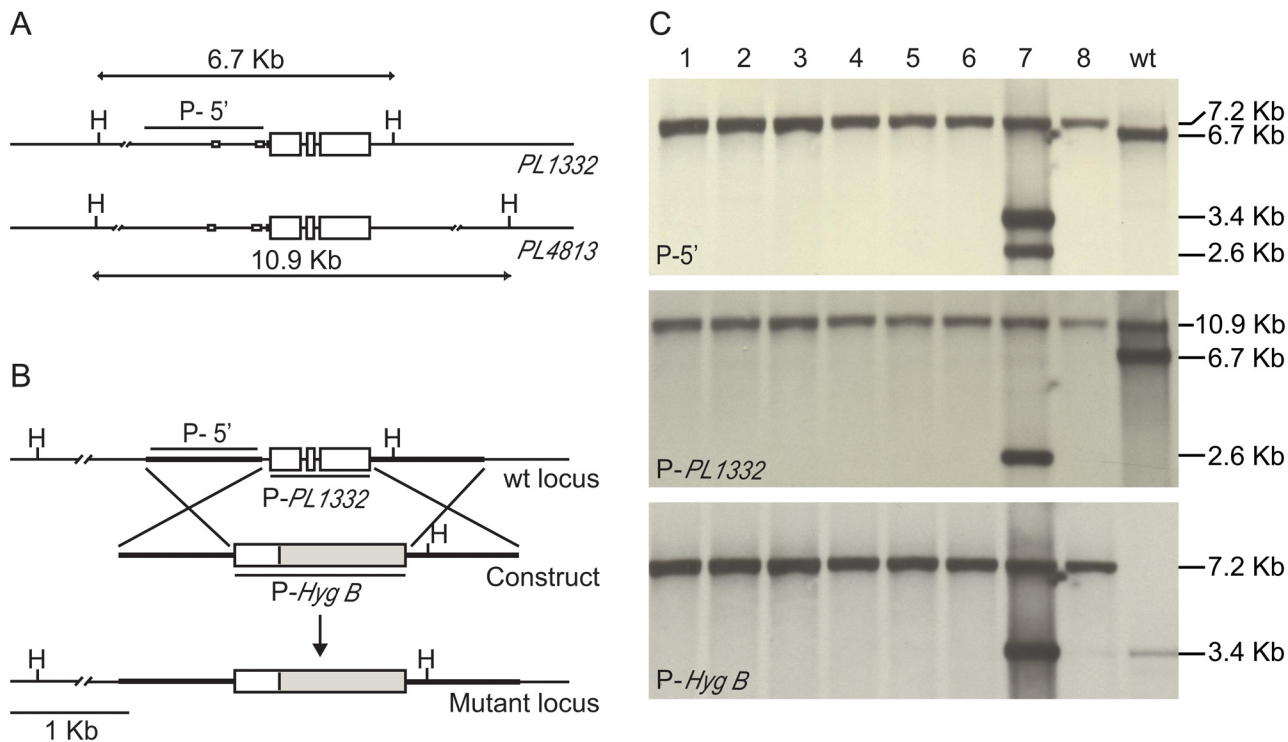 A
6.7 Kb
H P- 5’ H
PL1332
H H
PL4813
10.9 Kb
B
H P- 5’ H
wt locus
P-PL1332
H
Construct
P-Hyg B
H H
Mutant locus
1 Kb
C
1 2 3 4 5 6 7 8 wt
7.2 Kb
6.7 Kb
3.4 Kb
2.6 Kb
P-5’
10.9 Kb
6.7 Kb
2.6 Kb
P-PL1332
7.2 Kb
3.4 Kb
P-Hyg B